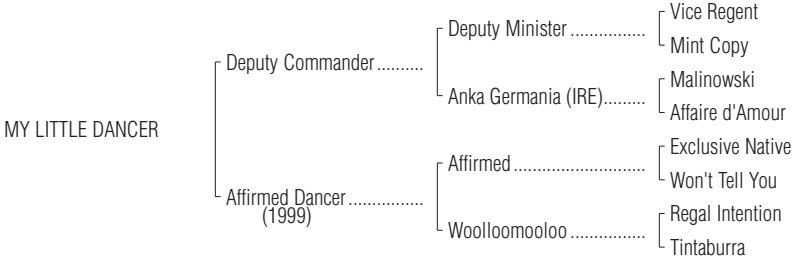 Vice Regent
Deputy Minister ................
Mint Copy
Deputy Commander..........
Malinowski
Anka Germania (IRE).........
Affaire d'Amour
MY LITTLE DANCER
Exclusive Native
Affirmed............................
Won't Tell You
Affirmed Dancer................
(1999)
Regal Intention
Woolloomooloo ................
Tintaburra